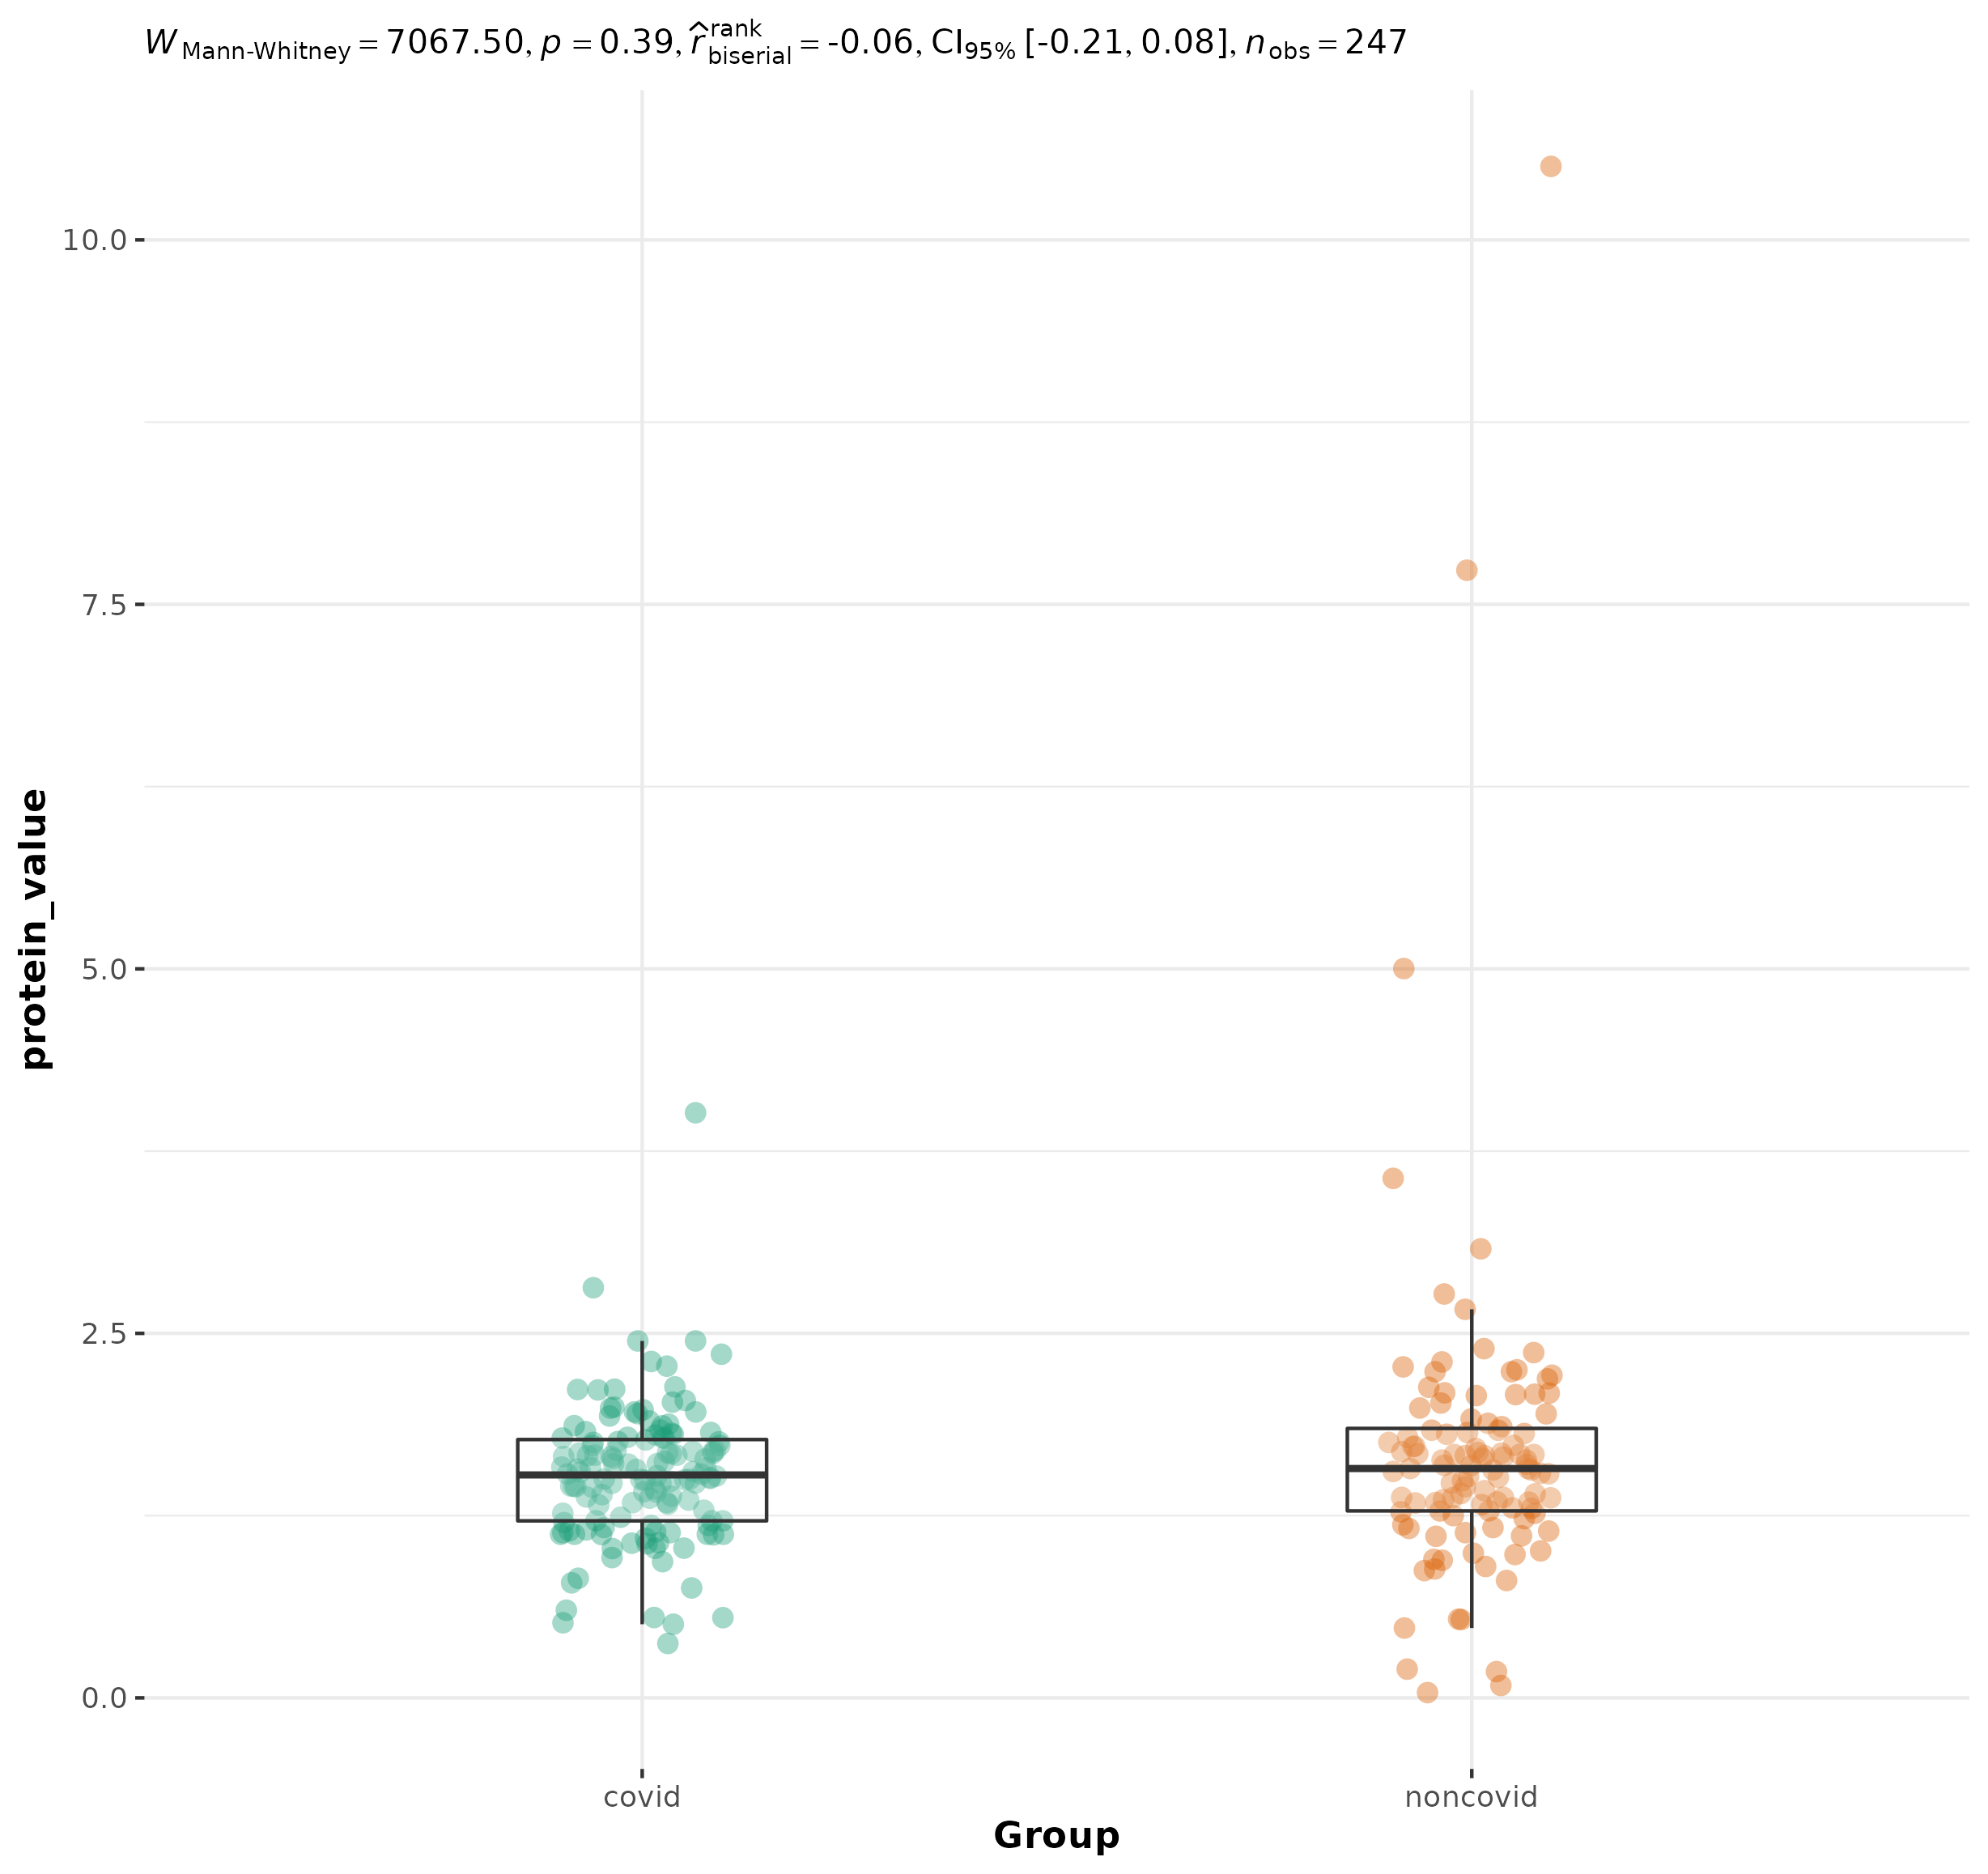 W Mann-Whitney = 7067.50, p = 0.39, r̂ rank biserial = -0.06, CI95% [-0.21, 0.08], n obs = 247
10.0
7.5
5.0
2.5
0.0
protein_value
covid noncovid
Group